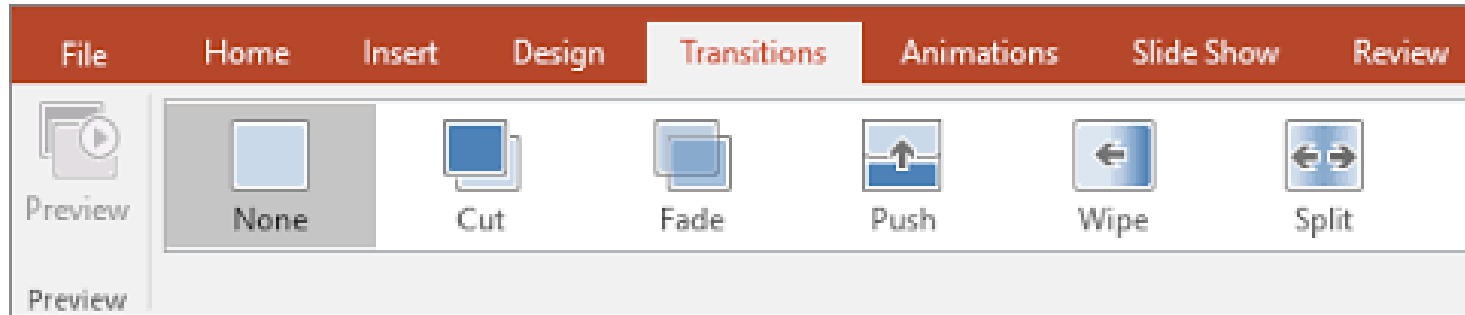 File Home Insert Design Transitions Animations Slide Show Review
Preview None Cut Fade Push Wipe Split
Preview